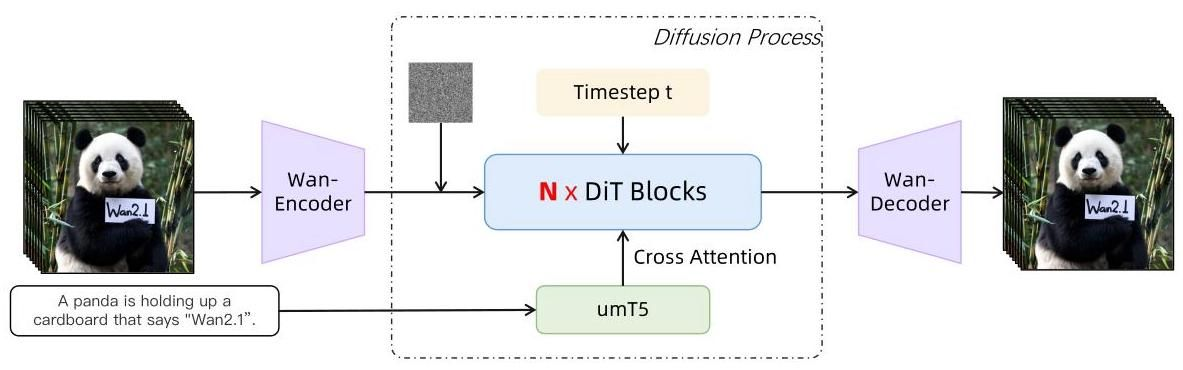 Diffusion Process
Timestep t
Wan-
Encoder
N x DiT Blocks
Wan-
Decoder
Wan2.1
Wan2.1
Cross Attention
A panda is holding up a
cardboard that says "Wan2.1”.
umT5